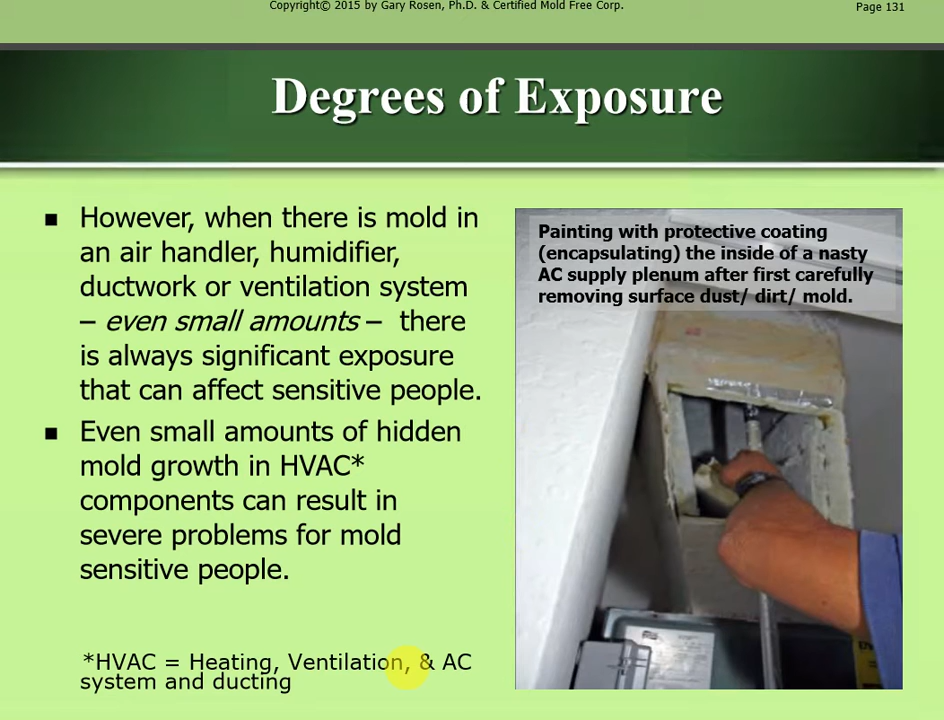 Copyright© 2015 by Gary Rosen, Ph.D. & Certified Mold Free Corp.
Page 131
Degrees of Exposure
However, when there is mold in
an air handler, humidifier,
ductwork or ventilation system
– even small amounts – there
is always significant exposure
that can affect sensitive people.
Even small amounts of hidden
mold growth in HVAC*
components can result in
severe problems for mold
sensitive people.
*HVAC = Heating, Ventilation, & AC
system and ducting
Painting with protective coating
(encapsulating) the inside of a nasty
AC supply plenum after first carefully
removing surface dust/ dirt/ mold.